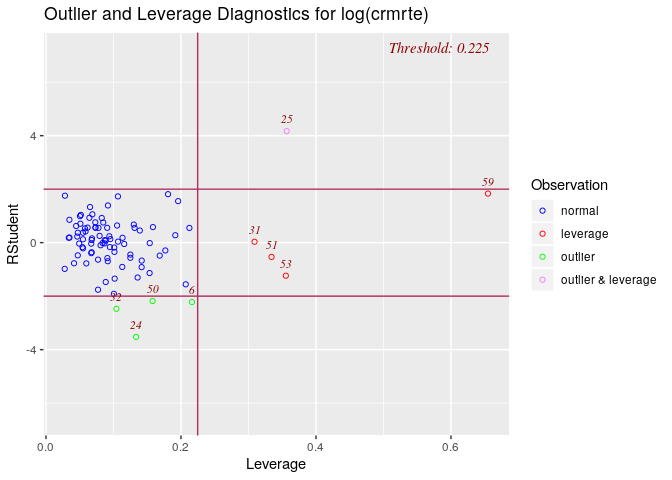 Outlier and Leverage Diagnostics for log(crmrte)
Threshold: 0.225
25
59
31
51
53
32
50
6
24
4
0
-4
0.0
0.2
0.4
0.6
RStudent
Leverage
Observation
normal
leverage
outlier
outlier & leverage